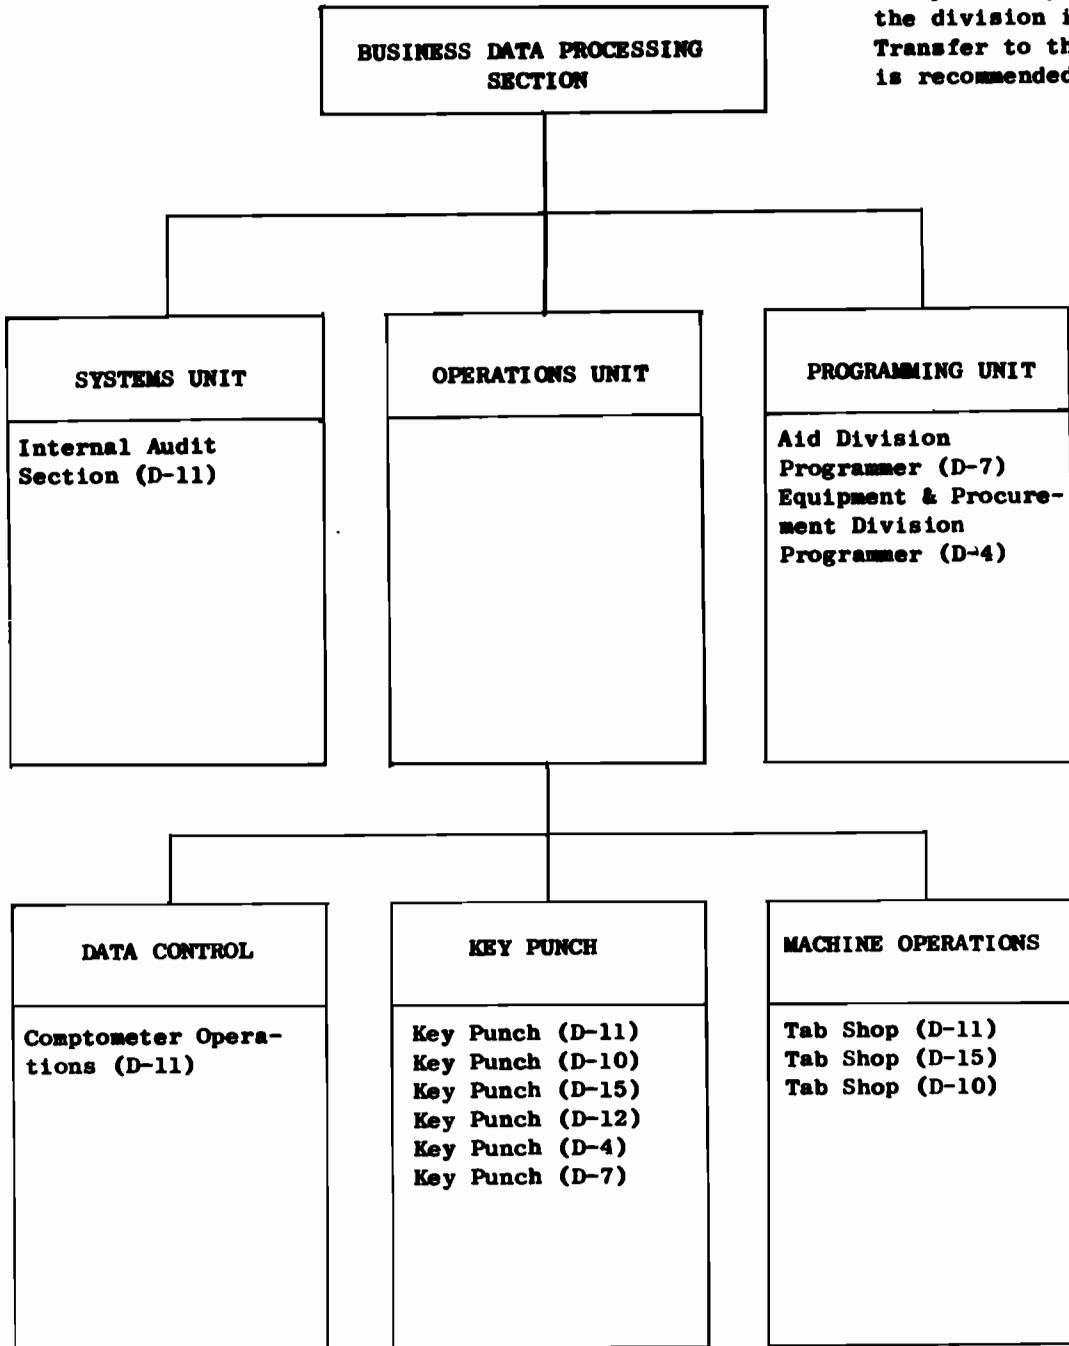 the division i
Transfer to th
is recommended
BUSINESS DATA PROCESSING
SECTION
SYSTEMS UNIT
Internal Audit
Section (D-11)
OPERATIONS UNIT
PROGRAMMING UNIT
Aid Division
Programmer (D-7)
Equipment & Procure-
ment Division
Programmer (D-4)
DATA CONTROL
Comptometer Opera-
tions (D-11)
KEY PUNCH
Key Punch (D-11)
Key Punch (D-10)
Key Punch (D-15)
Key Punch (D-12)
Key Punch (D-4)
Key Punch (D-7)
MACHINE OPERATIONS
Tab Shop (D-11)
Tab Shop (D-15)
Tab Shop (D-10)